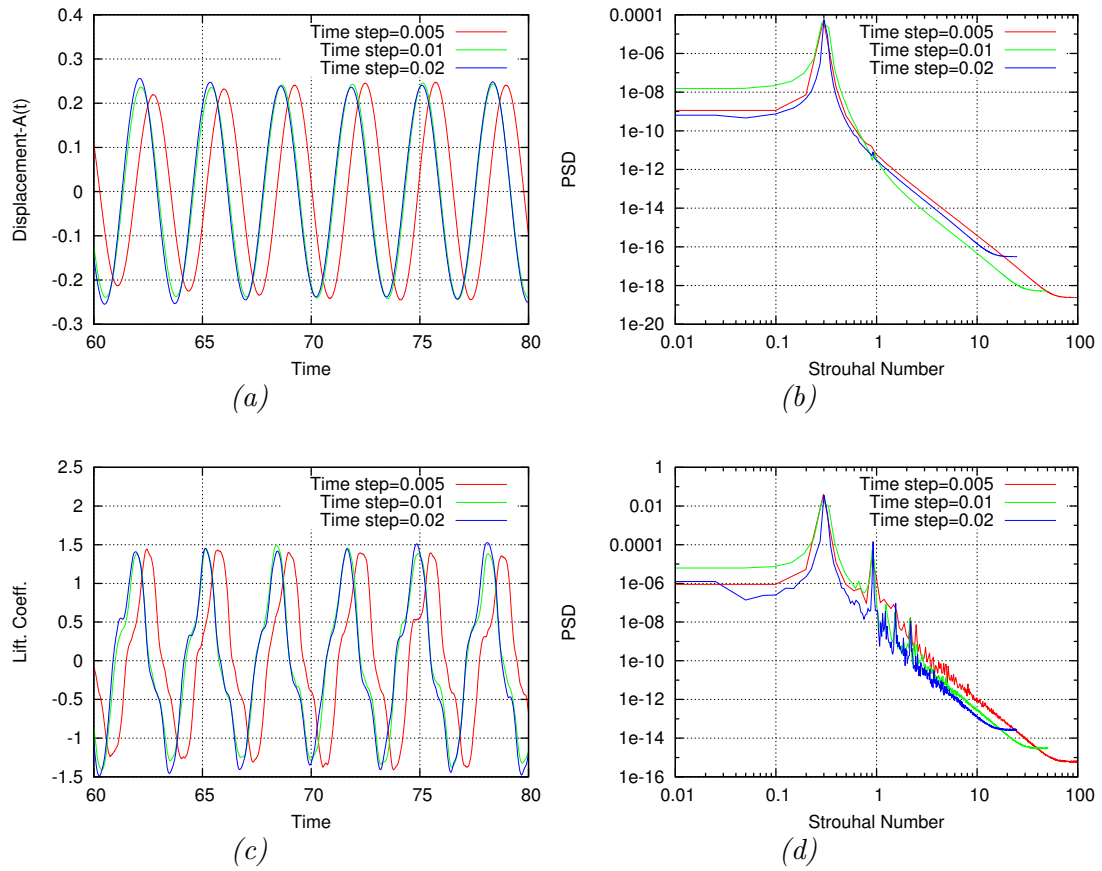 0.4
0.3
0.2
0.1
0
-0.1
-0.2
-0.3
60 65 70 75 80
Displacement-A(t)
Time
Time step=0.005
Time step=0.01
Time step=0.02
(a)
0.0001
1e-06
1e-08
1e-10
1e-12
1e-14
1e-16
1e-18
1e-20
0.01 0.1 1 10 100
PSD
Strouhal Number
Time step=0.005
Time step=0.01
Time step=0.02
(b)
2.5
2
1.5
1
0.5
0
-0.5
-1
-1.5
60 65 70 75 80
Lift. Coeff.
Time
Time step=0.005
Time step=0.01
Time step=0.02
(c)
1
0.01
0.0001
1e-06
1e-08
1e-10
1e-12
1e-14
1e-16
0.01 0.1 1 10 100
PSD
Strouhal Number
Time step=0.005
Time step=0.01
Time step=0.02
(d)